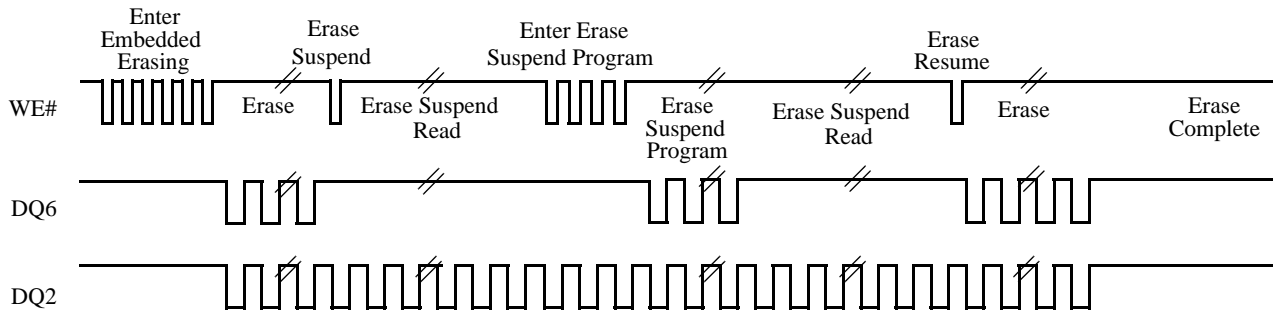 Enter
Embedded
Erasing
Erase
Suspend
Enter Erase
Suspend Program
Erase
Resume
WE#
Erase
Erase Suspend
Read
Erase
Suspend
Program
Erase Suspend
Read
Erase
Erase
Complete
DQ6
DQ2